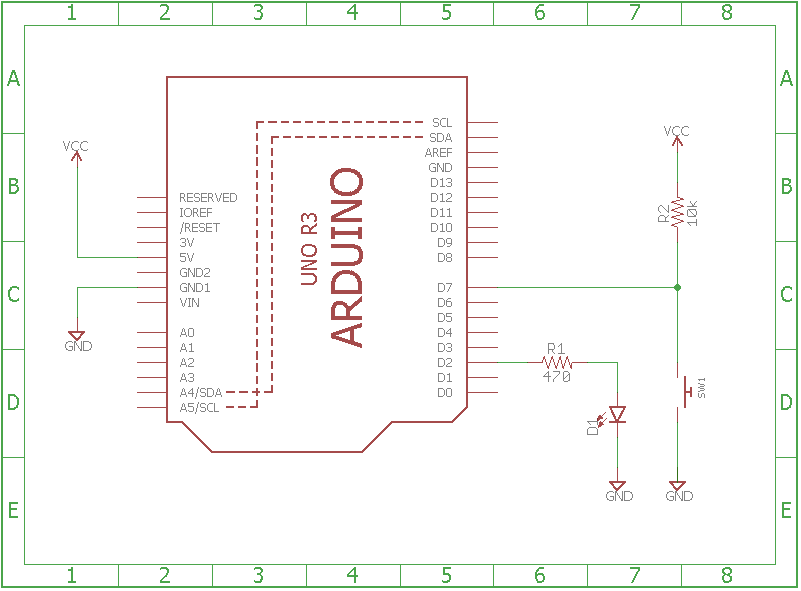 1 2 3 4 5 6 7 8
A
B
C
D
E
A
B
C
D
E
VCC
GND
RESERVED
IOREF
/RESET
3V
5V
GND2
GND1
VIN
A0
A1
A2
A3
A4/SDA
A5/SCL
UNO R3
ARDUINO
SCL
SDA
AREF
GND
D13
D12
D11
D10
D9
D8
D7
D6
D5
D4
D3
D2
D1
D0
R1
470
D1
GND
VCC
R2
10k
SW1
GND
1 2 3 4 5 6 7 8